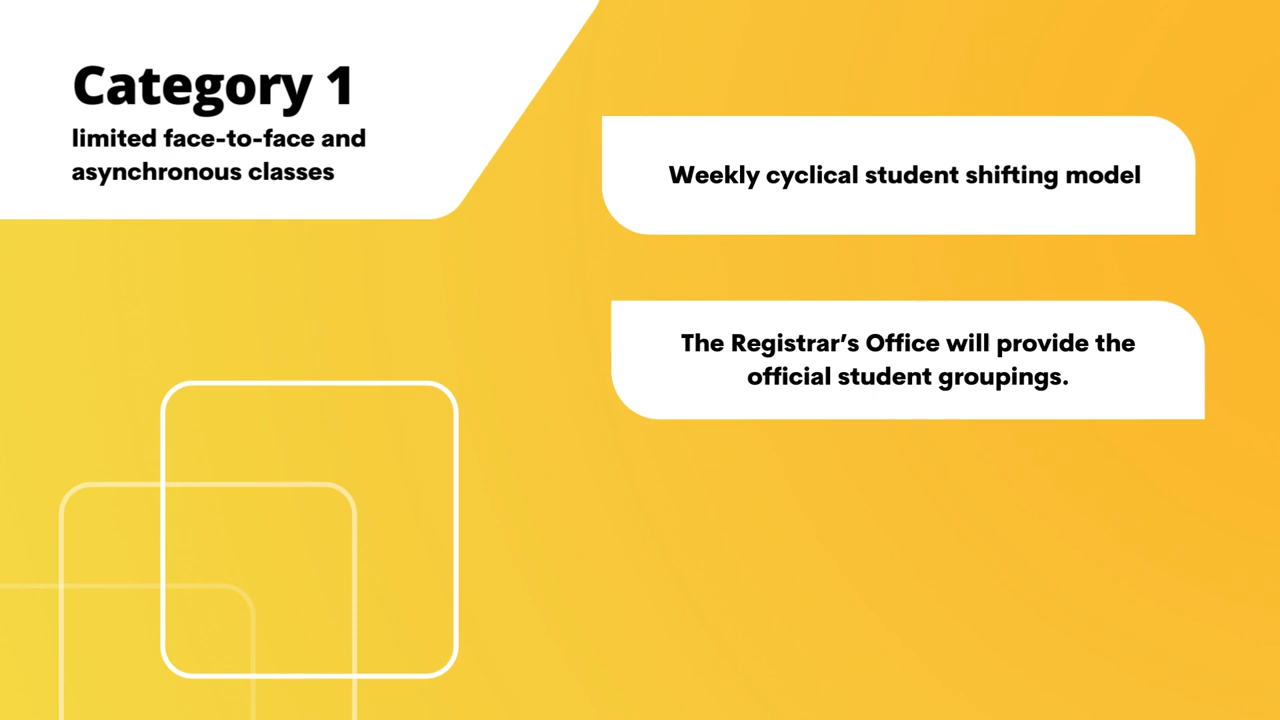 Category 1
limited face-to-face and
asynchronous classes
Weekly cyclical student shifting model
The Registrar’s Office will provide the
official student groupings.